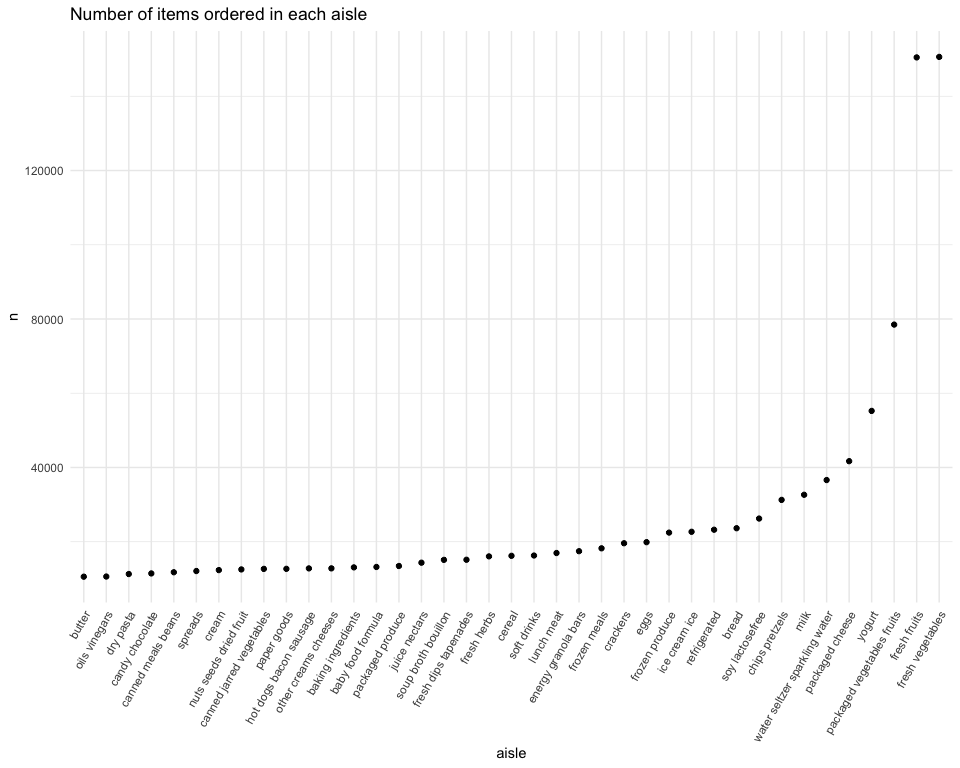 Number of items ordered in each aisle
120000
80000
40000
n
butter
oils vinegars
dry pasta
candy chocolate
canned meals beans
spreads
cream
nuts seeds dried fruit
canned jarred vegetables
paper goods
hot dogs bacon sausage
other creams cheeses
baking ingredients
baby food formula
packaged produce
juice nectars
soup broth bouillon
fresh dips tapenades
fresh herbs
cereal
soft drinks
lunch meat
energy granola bars
frozen meals
crackers
eggs
frozen produce
ice cream ice
refrigerated
bread
soy lactosefree
chips pretzels
milk
water seltzer sparkling water
packaged cheese
yogurt
packaged vegetables fruits
fresh fruits
fresh vegetables
aisle